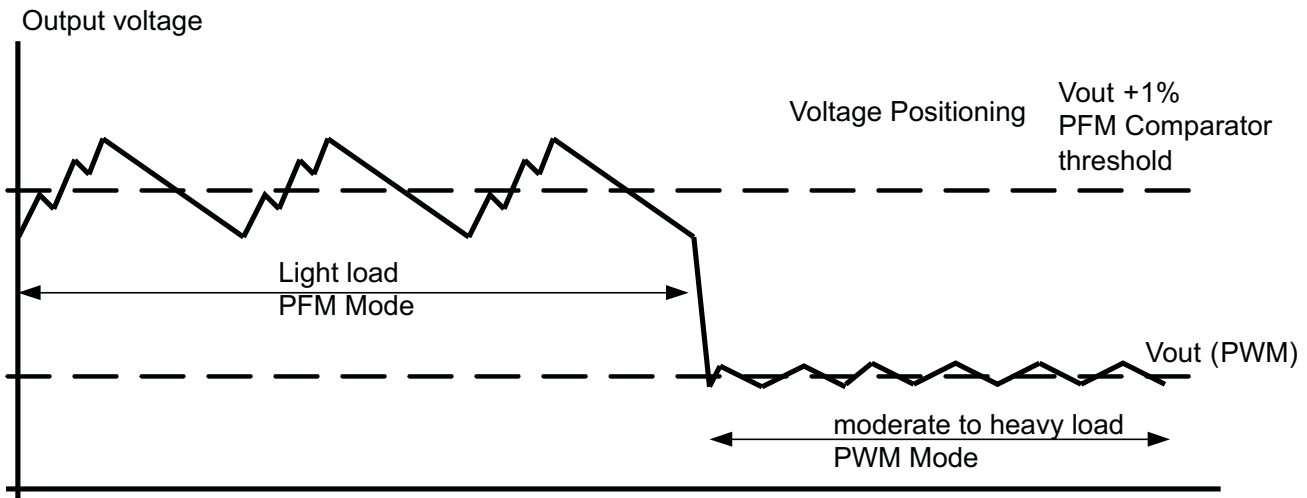 Output voltage
Voltage Positioning
Vout +1%
PFM Comparator
threshold
Light load
PFM Mode
Vout (PWM)
moderate to heavy load
PWM Mode